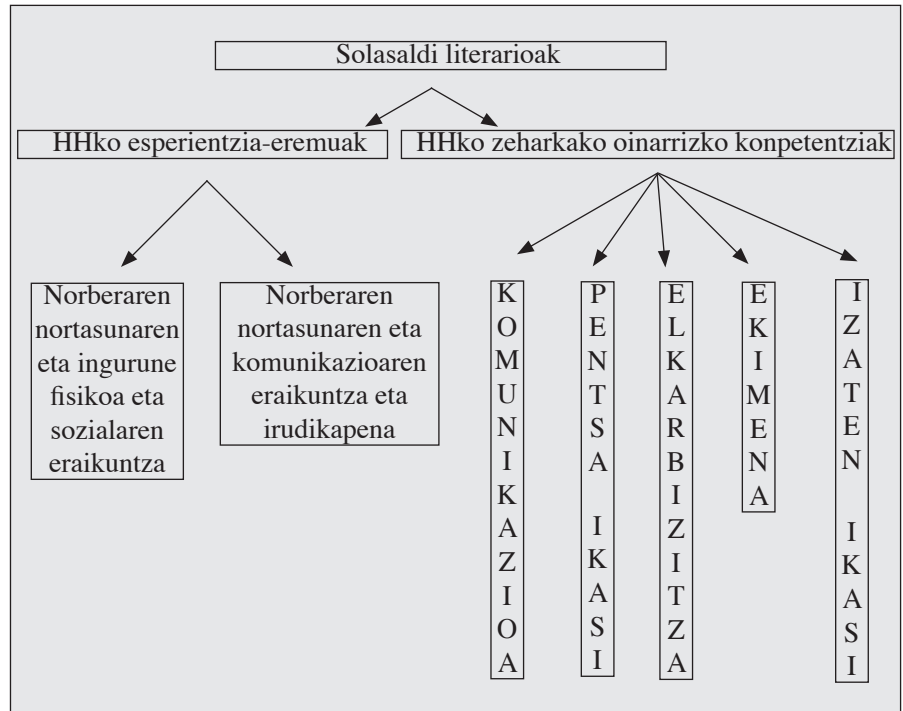 Solasaldi literarioak
HHko esperientzia-eremuak
HHko zeharkako oinarrizko konpetentziak
Norberaren
nortasunaren
eta ingurune
fisikoa eta
sozialaren
eraikuntza
Norberaren
nortasunaren eta
komunikazioaren
eraikuntza eta
irudikapena
KOMUNIKAZIOA
PENTSA IKASI
ELKARBIZITZA
EKIMENA
IZATEN IKASI